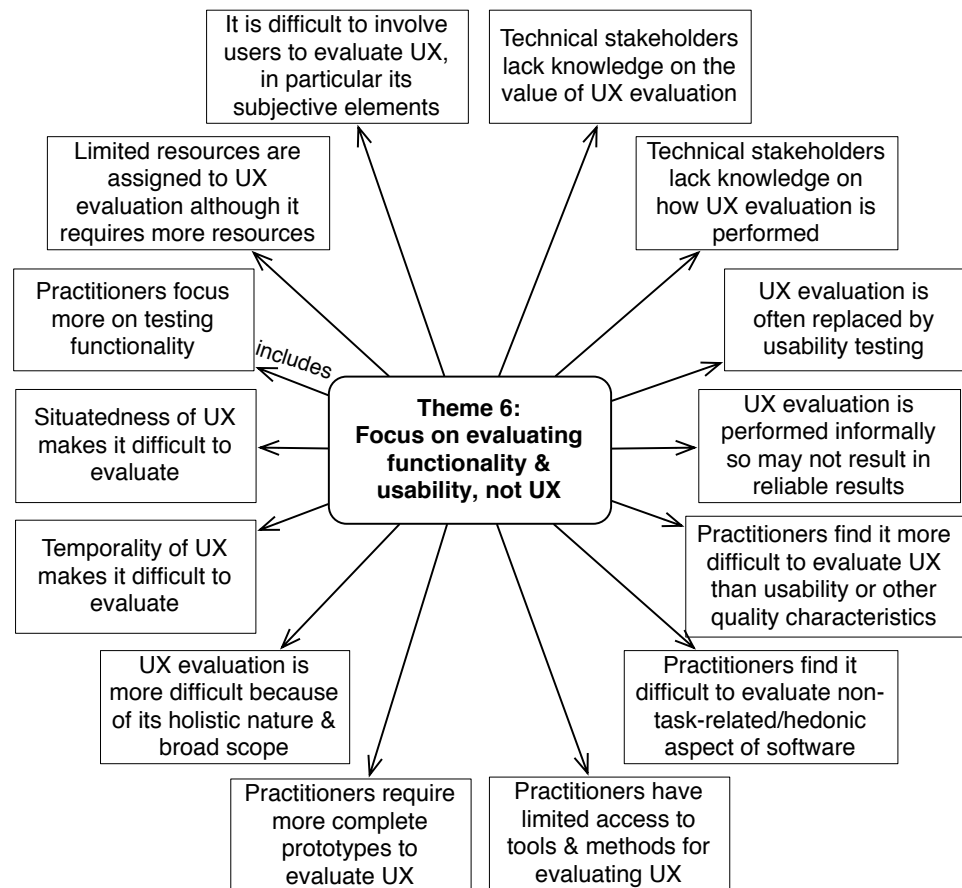 It is difficult to involve
users to evaluate UX,
in particular its
subjective elements
Technical stakeholders
lack knowledge on the
value of UX evaluation
Limited resources are
assigned to UX
evaluation although it
requires more resources
Technical stakeholders
lack knowledge on
how UX evaluation is
performed
Practitioners focus
more on testing
functionality
includes
UX evaluation is
often replaced by
usability testing
Theme 6:
Focus on evaluating
functionality &
usability, not UX
Situatedness of UX
makes it difficult to
evaluate
UX evaluation is
performed informally
so may not result in
reliable results
Temporality of UX
makes it difficult to
evaluate
Practitioners find it more
difficult to evaluate UX
than usability or other
quality characteristics
UX evaluation is
more difficult because
of its holistic nature &
broad scope
Practitioners find it
difficult to evaluate non-
task-related/hedonic
aspect of software
Practitioners require
more complete
prototypes to
evaluate UX
Practitioners have
limited access to
tools & methods for
evaluating UX